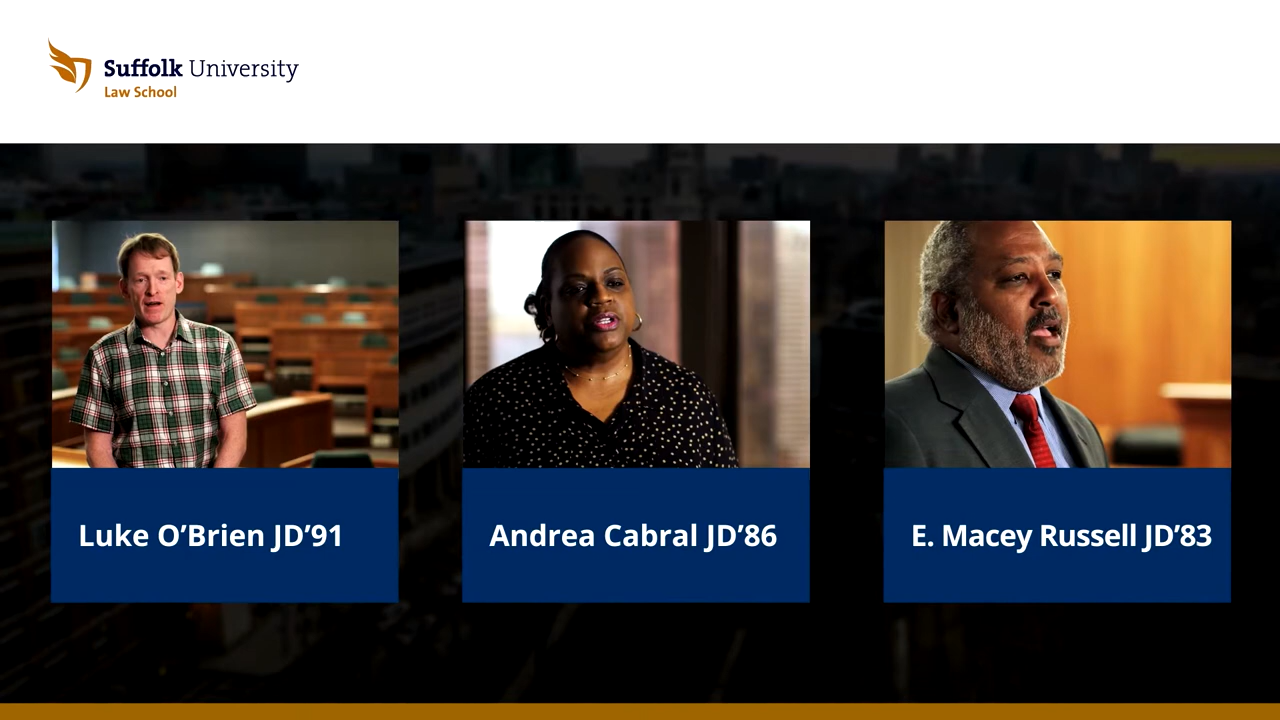 Suffolk University
Law School
Luke O’Brien JD’91
Andrea Cabral JD’86
E. Macey Russell JD’83